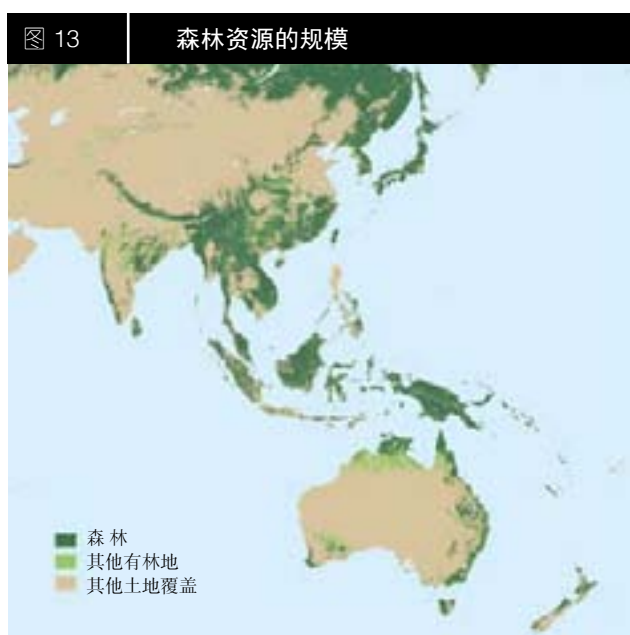 图 13
森林资源的规模
森 林
其他有林地
其他土地覆盖